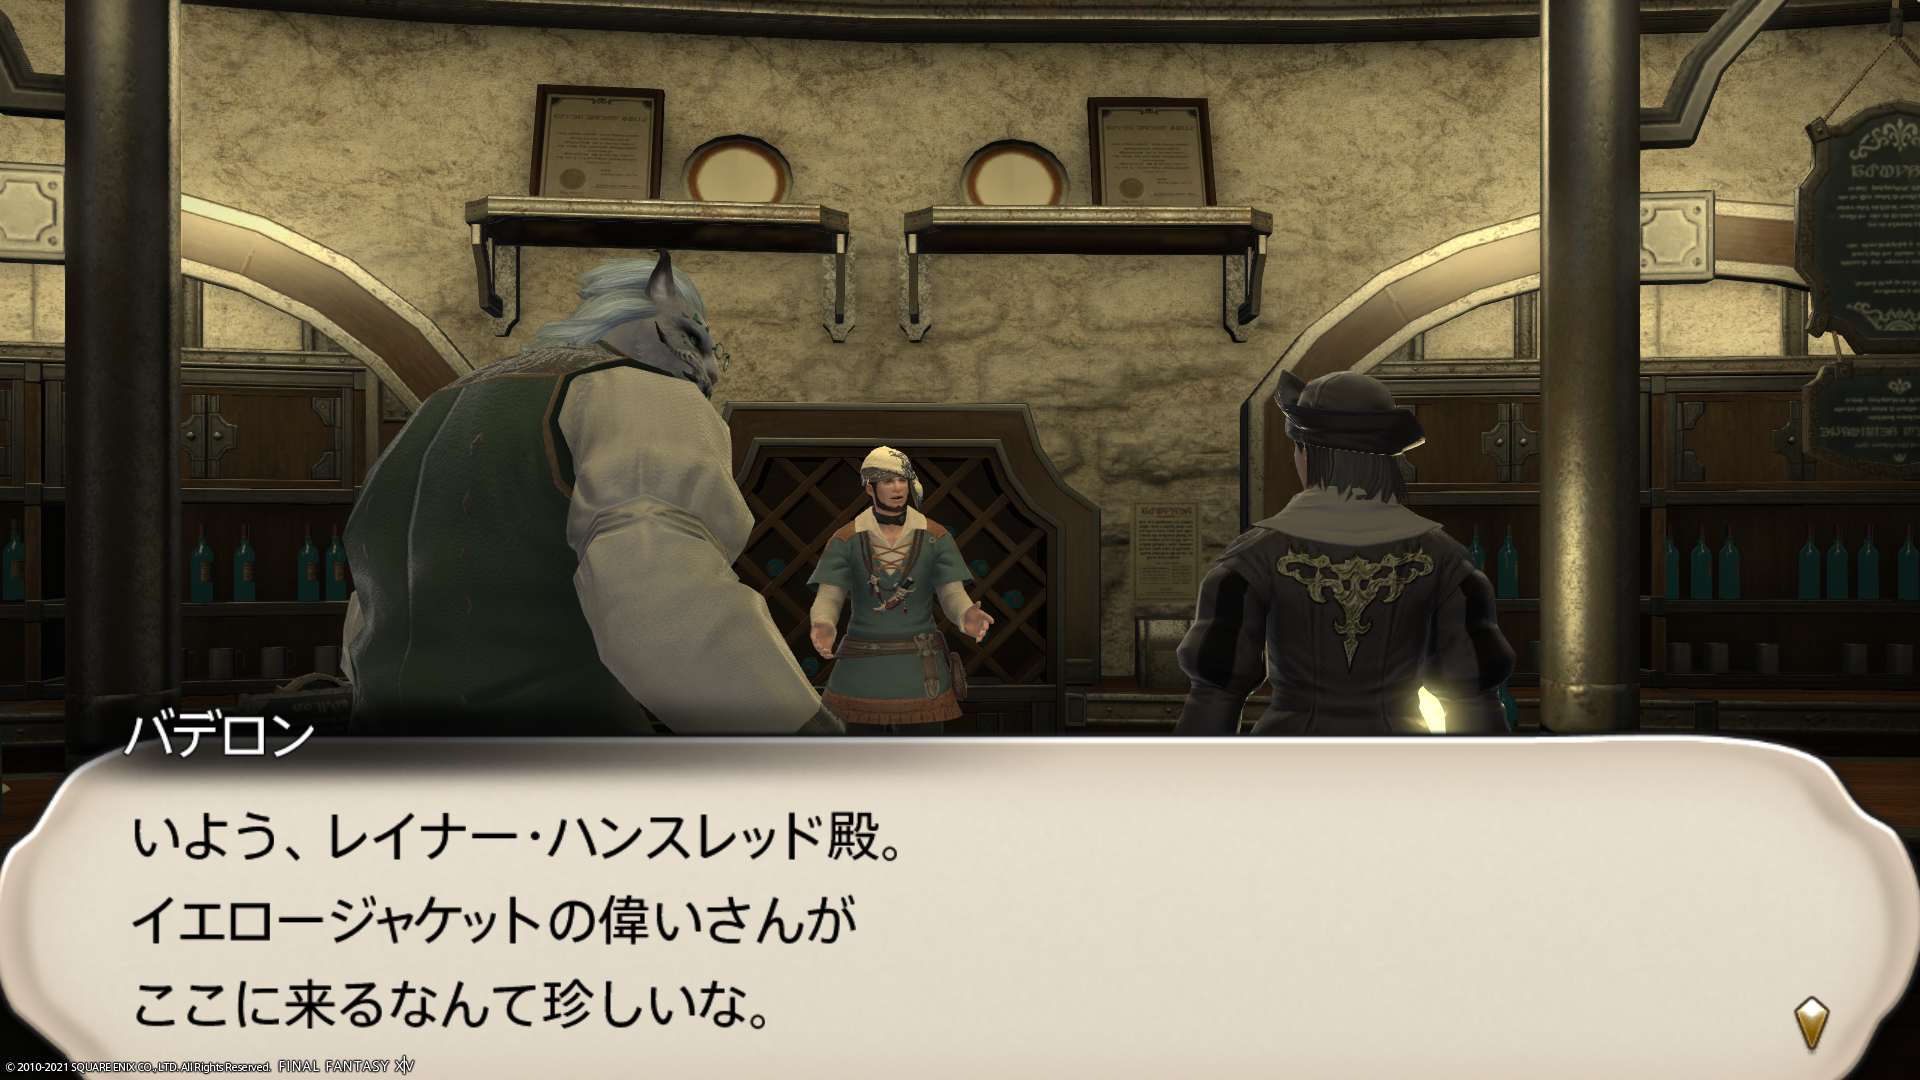 バデロン
いよう、レイナー・ハンスレッド殿。
イエロージャケットの偉いさんが
ここに来るなんて珍しいな。
© 2010-2021 SQUARE ENIX CO., LTD. All Rights Reserved. FINAL FANTASY XIV